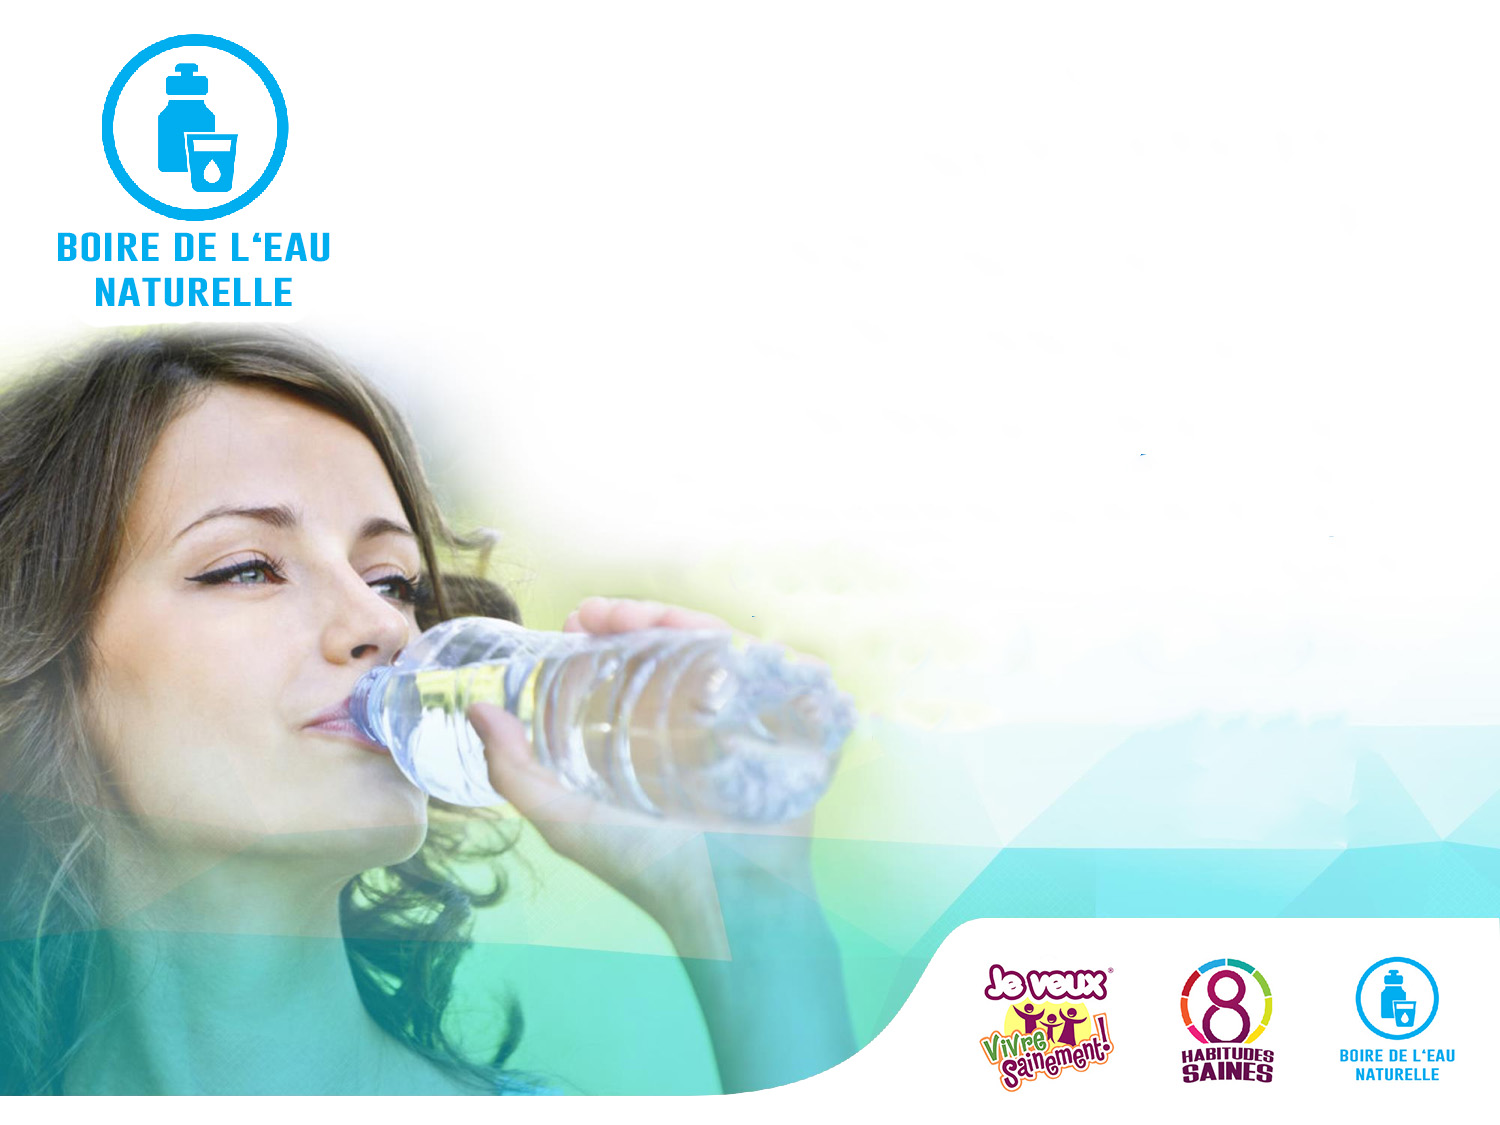 BOIRE DE L‘EAU
NATURELLE
Je veux®
Vivre
Sainement!
8
HABITUDES
SAINES
BOIRE DE L‘EAU
NATURELLE